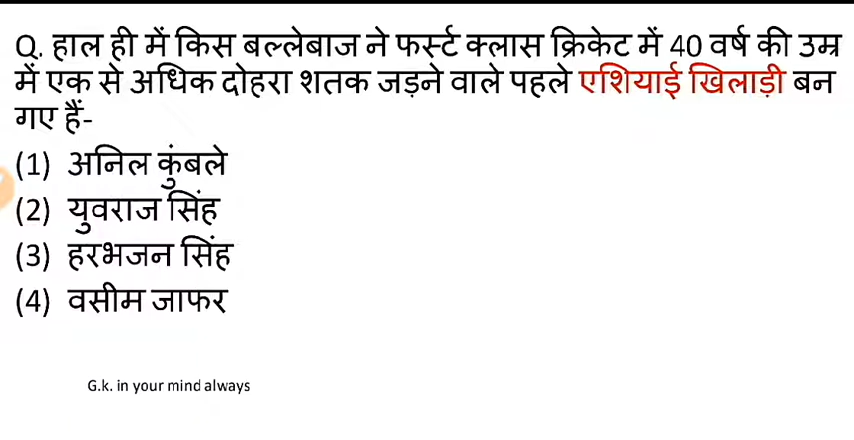 Q. हाल ही में किस बल्लेबाज ने फर्स्ट क्लास क्रिकेट में 40 वर्ष की उम्र
में एक से अधिक दोहरा शतक जड़ने वाले पहले एशियाई खिलाड़ी बन
गए हैं-
(1) अनिल कुंबले
(2) युवराज सिंह
(3) हरभजन सिंह
(4) वसीम जाफर
G.k. in your mind always